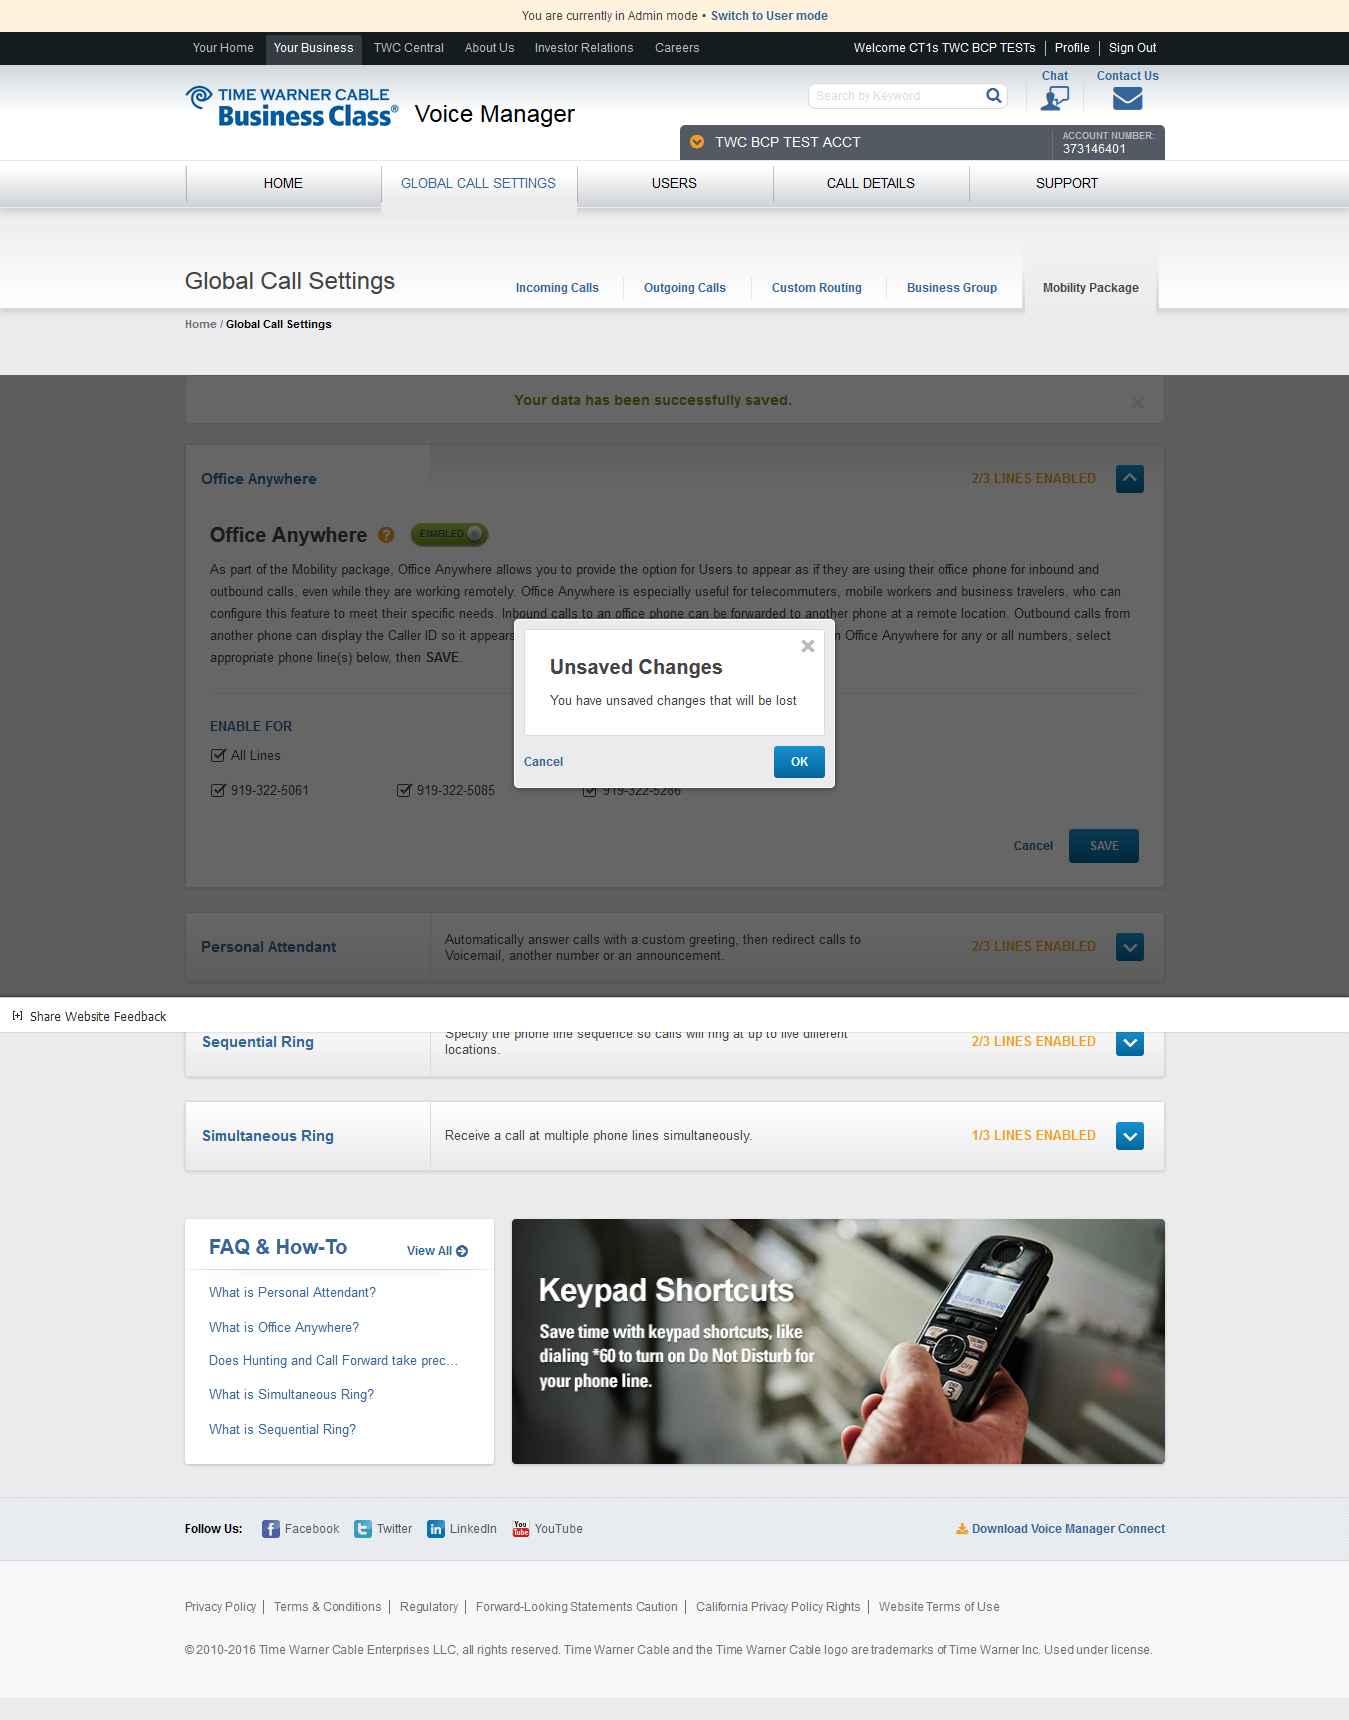 You are currently in Admin mode • Switch to User mode
Your Home Your Business TWC Central About Us Investor Relations Careers Welcome CT1s TWC BCP TESTs Profile Sign Out
TIME WARNER CABLE
Business Class®
Voice Manager
Search by Keyword
Chat
Contact Us
TWC BCP TEST ACCT
ACCOUNT NUMBER:
373146401
HOME GLOBAL CALL SETTINGS USERS CALL DETAILS SUPPORT
Global Call Settings
Incoming Calls Outgoing Calls Custom Routing Business Group Mobility Package
Home / Global Call Settings
Your data has been successfully saved.
Office Anywhere 2/3 LINES ENABLED
Office Anywhere ? ENABLED
As part of the Mobility package, Office Anywhere allows you to provide the option for Users to appear as if they are using their office phone for inbound and
outbound calls, even while they are working remotely. Office Anywhere is especially useful for telecommuters, mobile workers and business travelers, who can
configure this feature to meet their specific needs. Inbound calls to an office phone can be forwarded to another phone at a remote location. Outbound calls from
another phone can display the Caller ID so it appears n Office Anywhere for any or all numbers, select
appropriate phone line(s) below, then SAVE.
Unsaved Changes
You have unsaved changes that will be lost
Cancel OK
ENABLE FOR
All Lines
919-322-5061 919-322-5085 919-322-5286
Cancel SAVE
Personal Attendant
Automatically answer calls with a custom greeting, then redirect calls to
Voicemail, another number or an announcement.
2/3 LINES ENABLED
[+] Share Website Feedback
Sequential Ring
Specify the phone line sequence so calls will ring at up to five different
locations.
2/3 LINES ENABLED
Simultaneous Ring Receive a call at multiple phone lines simultaneously. 1/3 LINES ENABLED
FAQ & How-To View All
What is Personal Attendant?
What is Office Anywhere?
Does Hunting and Call Forward take prec...
What is Simultaneous Ring?
What is Sequential Ring?
Keypad Shortcuts
Save time with keypad shortcuts, like
dialing *60 to turn on Do Not Disturb for
your phone line.
Panasonic
OFF
Follow Us: Facebook Twitter LinkedIn YouTube Download Voice Manager Connect
Privacy Policy Terms & Conditions Regulatory Forward-Looking Statements Caution California Privacy Policy Rights Website Terms of Use
© 2010-2016 Time Warner Cable Enterprises LLC, all rights reserved. Time Warner Cable and the Time Warner Cable logo are trademarks of Time Warner Inc. Used under license.